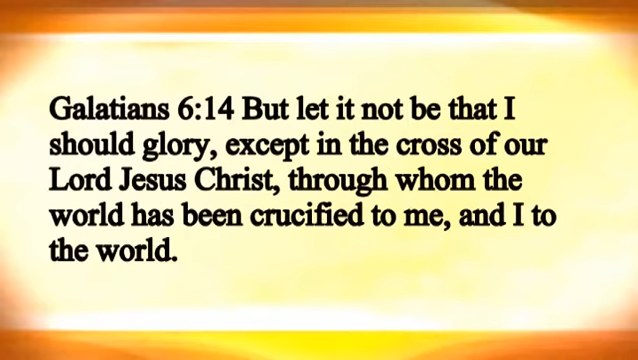 Galatians 6:14 But let it not be that I
should glory, except in the cross of our
Lord Jesus Christ, through whom the
world has been crucified to me, and I to
the world.